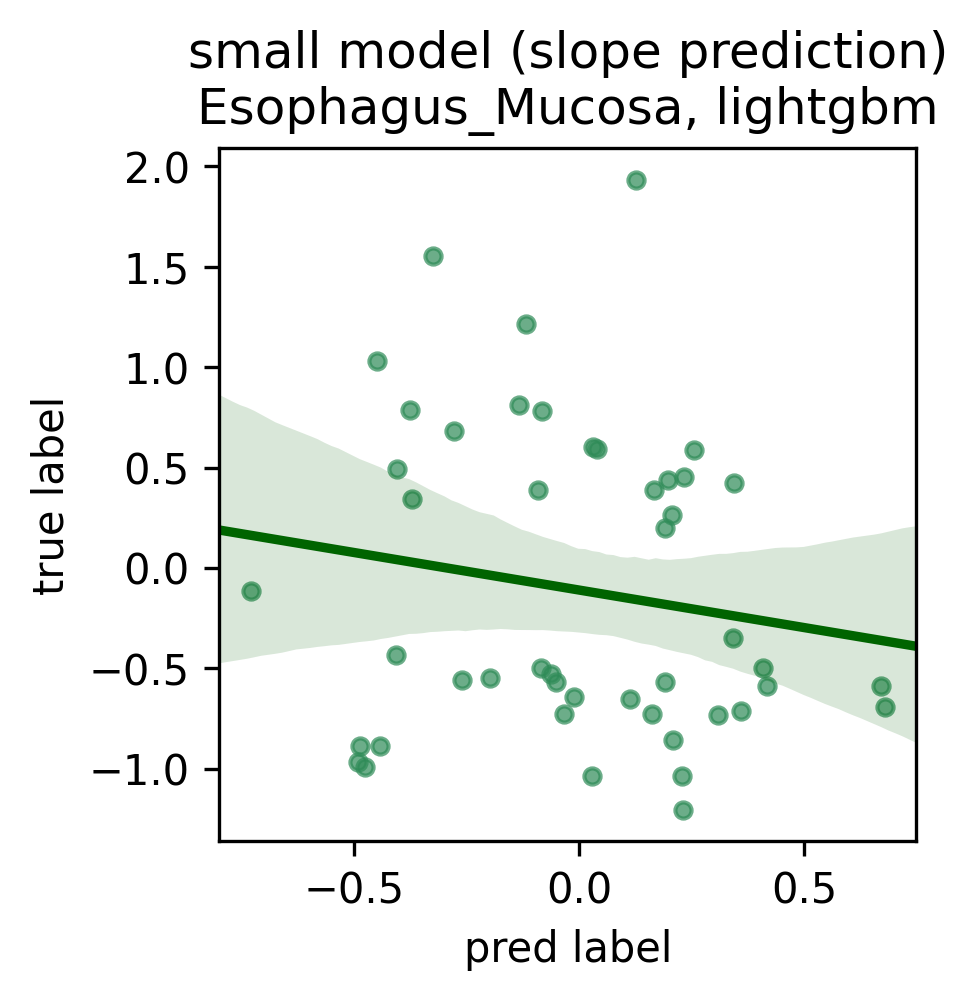 small model (slope prediction)
Esophagus_Mucosa, lightgbm
2.0
1.5
1.0
0.5
0.0
−0.5
−1.0
true label
−0.5 0.0 0.5
pred label